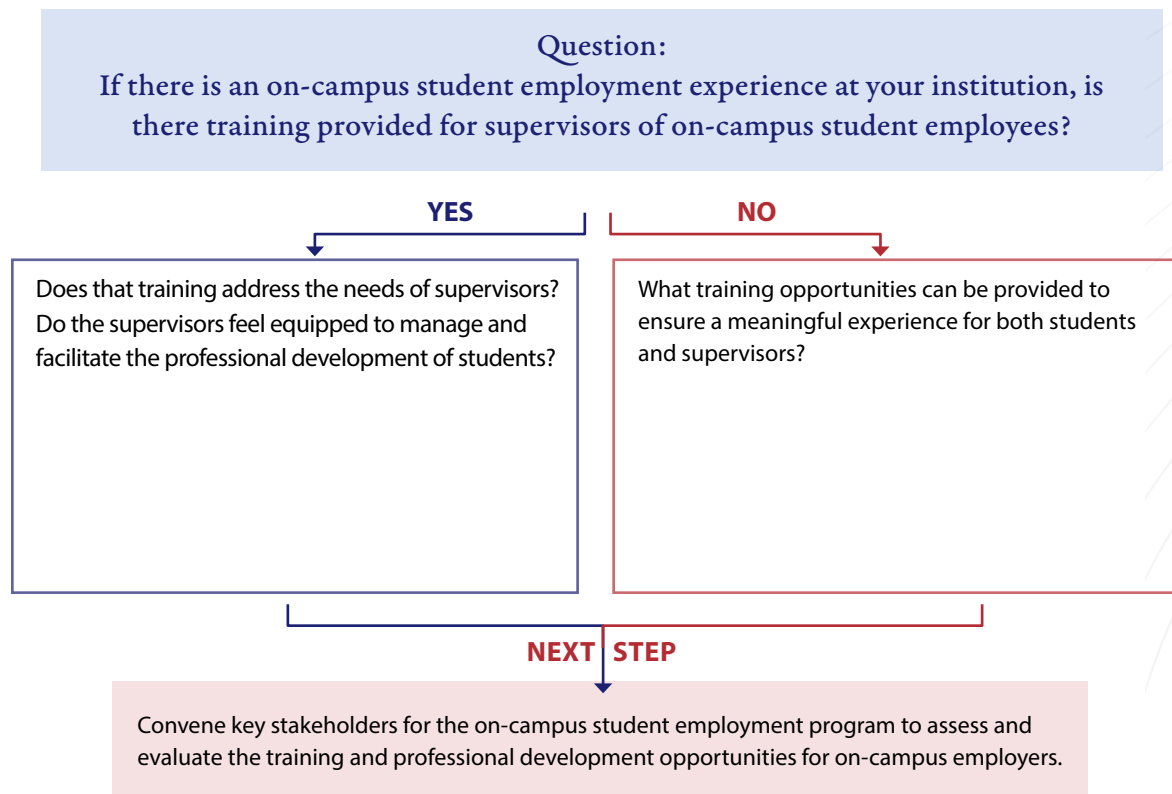 Question:
If there is an on-campus student employment experience at your institution, is
there training provided for supervisors of on-campus student employees?
YES
NO
Does that training address the needs of supervisors?
Do the supervisors feel equipped to manage and
facilitate the professional development of students?
What training opportunities can be provided to
ensure a meaningful experience for both students
and supervisors?
NEXT STEP
Convene key stakeholders for the on-campus student employment program to assess and
evaluate the training and professional development opportunities for on-campus employers.